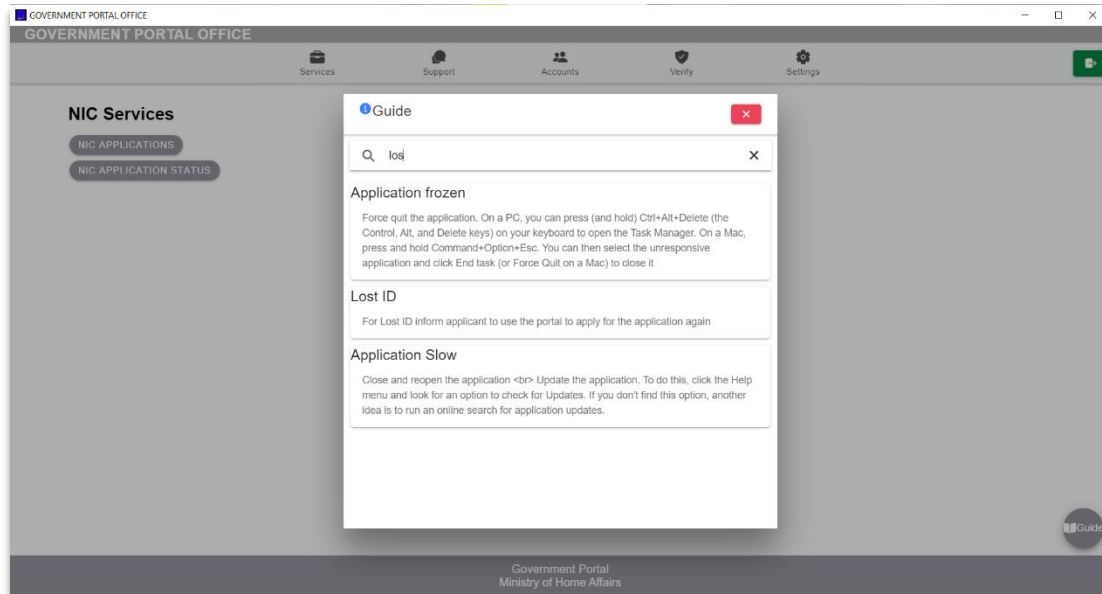 GOVERNMENT PORTAL OFFICE
GOVERNMENT PORTAL OFFICE
Services
Support
Accounts
Verify
Settings
NIC Services
NIC APPLICATIONS
NIC APPLICATION STATUS
Guide
los
Application frozen
Force quit the application. On a PC, you can press (and hold) Ctrl+Alt+Delete (the
Control, Alt, and Delete keys) on your keyboard to open the Task Manager. On a Mac,
press and hold Command+Option+Esc. You can then select the unresponsive
application and click End task (or Force Quit on a Mac) to close it
Lost ID
For Lost ID inform applicant to use the portal to apply for the application again
Application Slow
Close and reopen the application <br> Update the application. To do this, click the Help
menu and look for an option to check for Updates. If you don't find this option, another
idea is to run an online search for application updates.
Guide
Government Portal
Ministry of Home Affairs